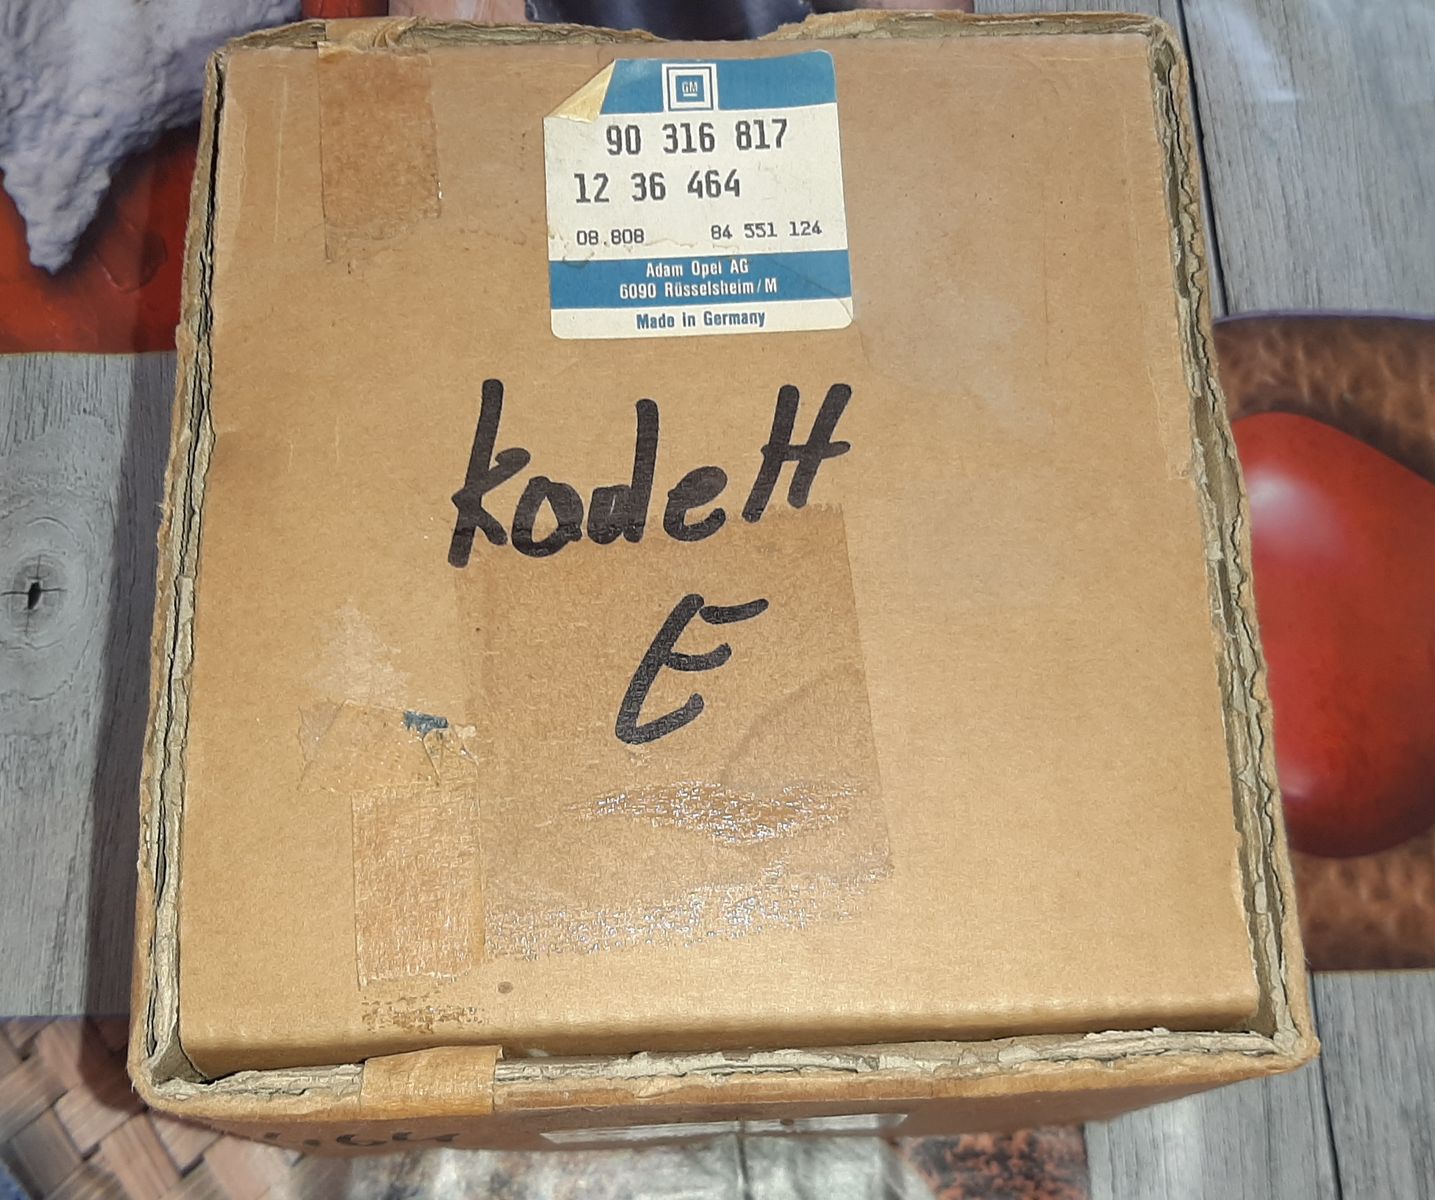 GM
90 316 817
12 36 464
08.808 84 551 124
Adam Opel AG
6090 Rüsselsheim/M
Made in Germany
Kadett
E